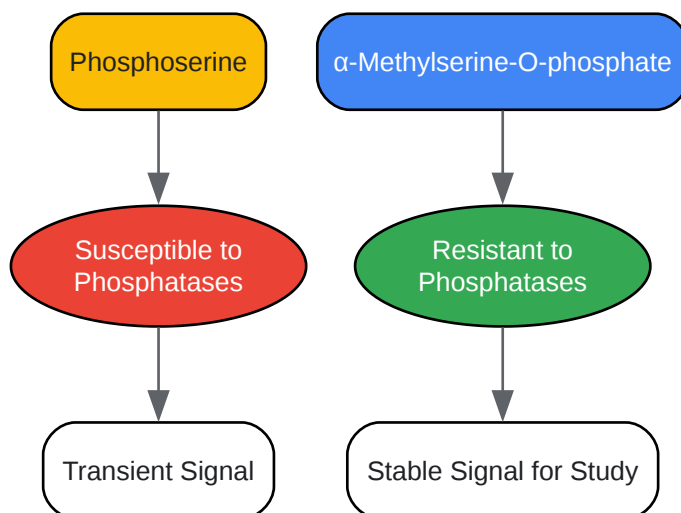 Phosphoserine
α-Methylserine-O-phosphate
Susceptible to
Phosphatases
Resistant to
Phosphatases
Transient Signal
Stable Signal for Study